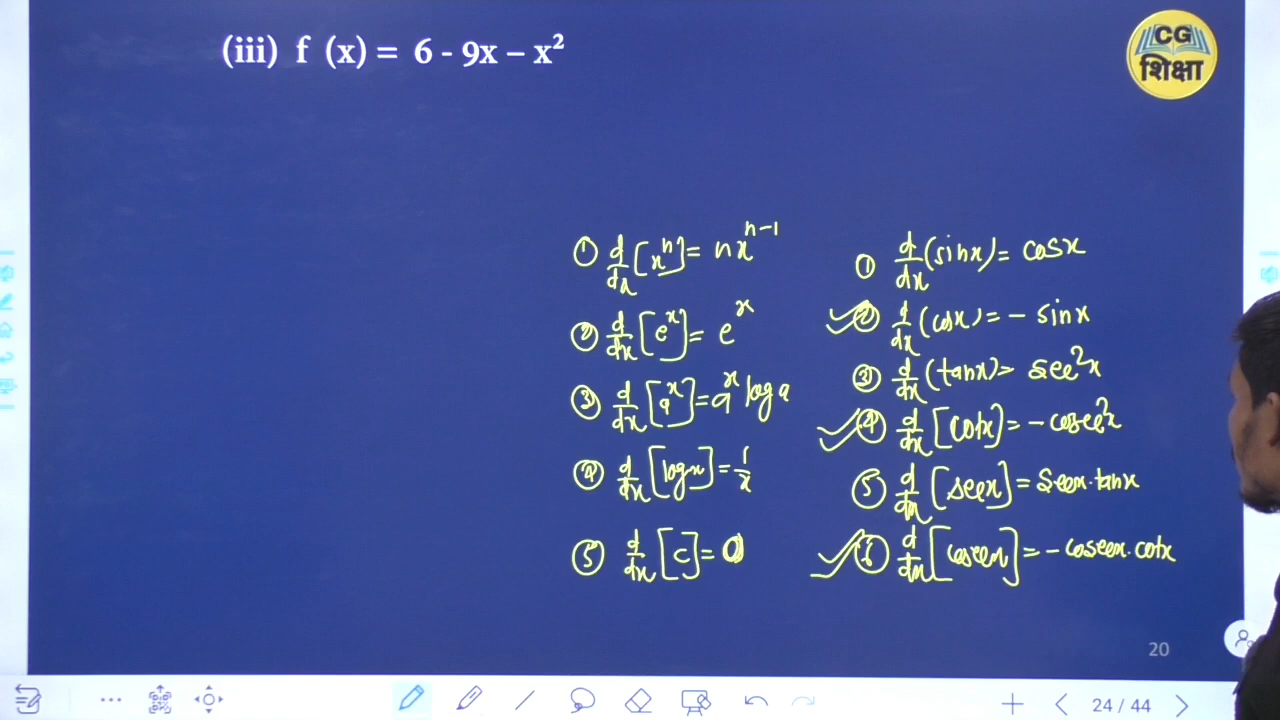 (iii) f (x) = 6 - 9x – x²
CG
शिक्षा
① d/dx [xⁿ] = nxⁿ⁻¹
② d/dx [eˣ] = eˣ
③ d/dx [aˣ] = aˣ log a
④ d/dx [logx] = 1/x
⑤ d/dx [c] = 0
① d/dx (sinx) = cosx
② d/dx (cosx) = - sinx
③ d/dx (tanx) = sec²x
④ d/dx [cotx] = - cosec²x
⑤ d/dx [secx] = secx.tanx
⑥ d/dx [cosecx] = - cosecx.cotx
20
24 / 44